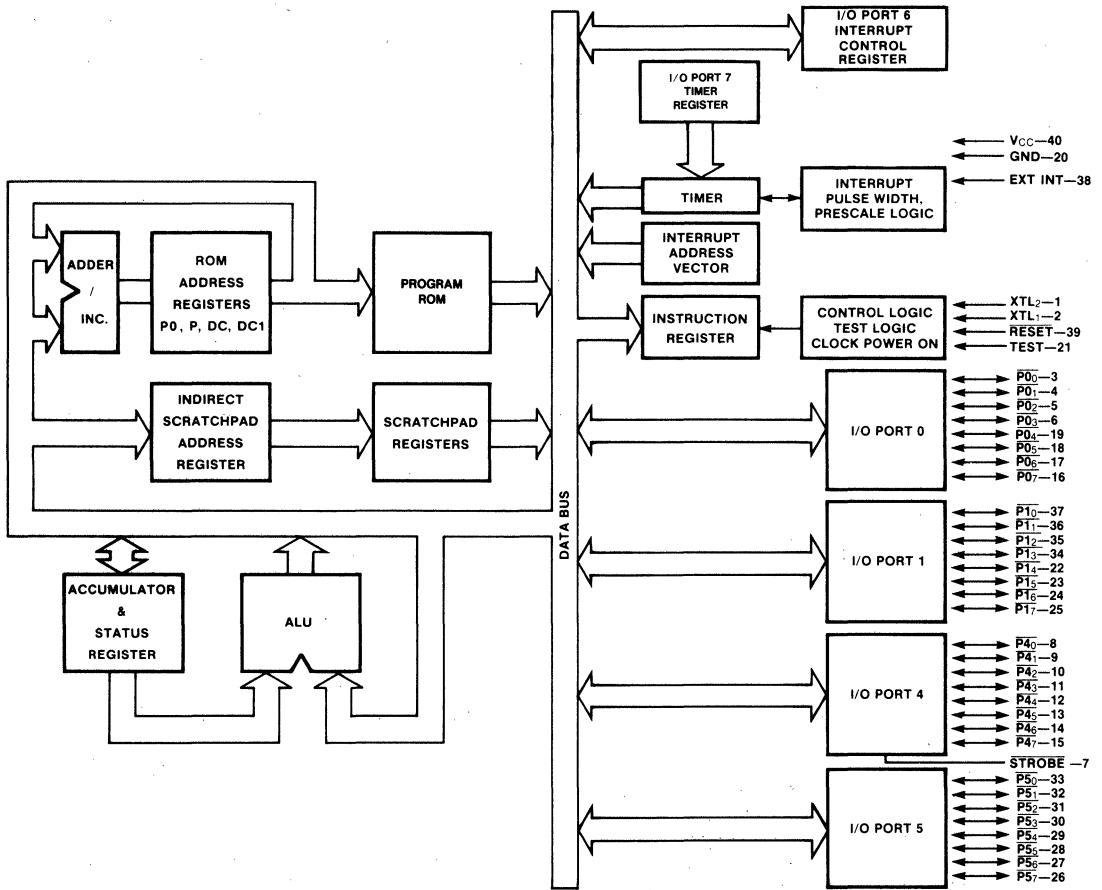 I/O PORT 6
INTERRUPT
CONTROL
REGISTER
I/O PORT 7
TIMER
REGISTER
VCC—40
GND—20
EXT INT—38
TIMER
INTERRUPT
PULSE WIDTH,
PRESCALE LOGIC
ADDER
/
INC.
ROM
ADDRESS
REGISTERS
P0, P, DC, DC1
PROGRAM
ROM
INTERRUPT
ADDRESS
VECTOR
INSTRUCTION
REGISTER
CONTROL LOGIC
TEST LOGIC
CLOCK POWER ON
XTL2—1
XTL1—2
RESET—39
TEST—21
INDIRECT
SCRATCHPAD
ADDRESS
REGISTER
SCRATCHPAD
REGISTERS
I/O PORT 0
P00—3
P01—4
P02—5
P03—6
P04—19
P05—18
P06—17
P07—16
DATA BUS
I/O PORT 1
P10—37
P11—36
P12—35
P13—34
P14—22
P15—23
P16—24
P17—25
ACCUMULATOR
&
STATUS
REGISTER
ALU
I/O PORT 4
P40—8
P41—9
P42—10
P43—11
P44—12
P45—13
P46—14
P47—15
STROBE —7
I/O PORT 5
P50—33
P51—32
P52—31
P53—30
P54—29
P55—28
P56—27
P57—26